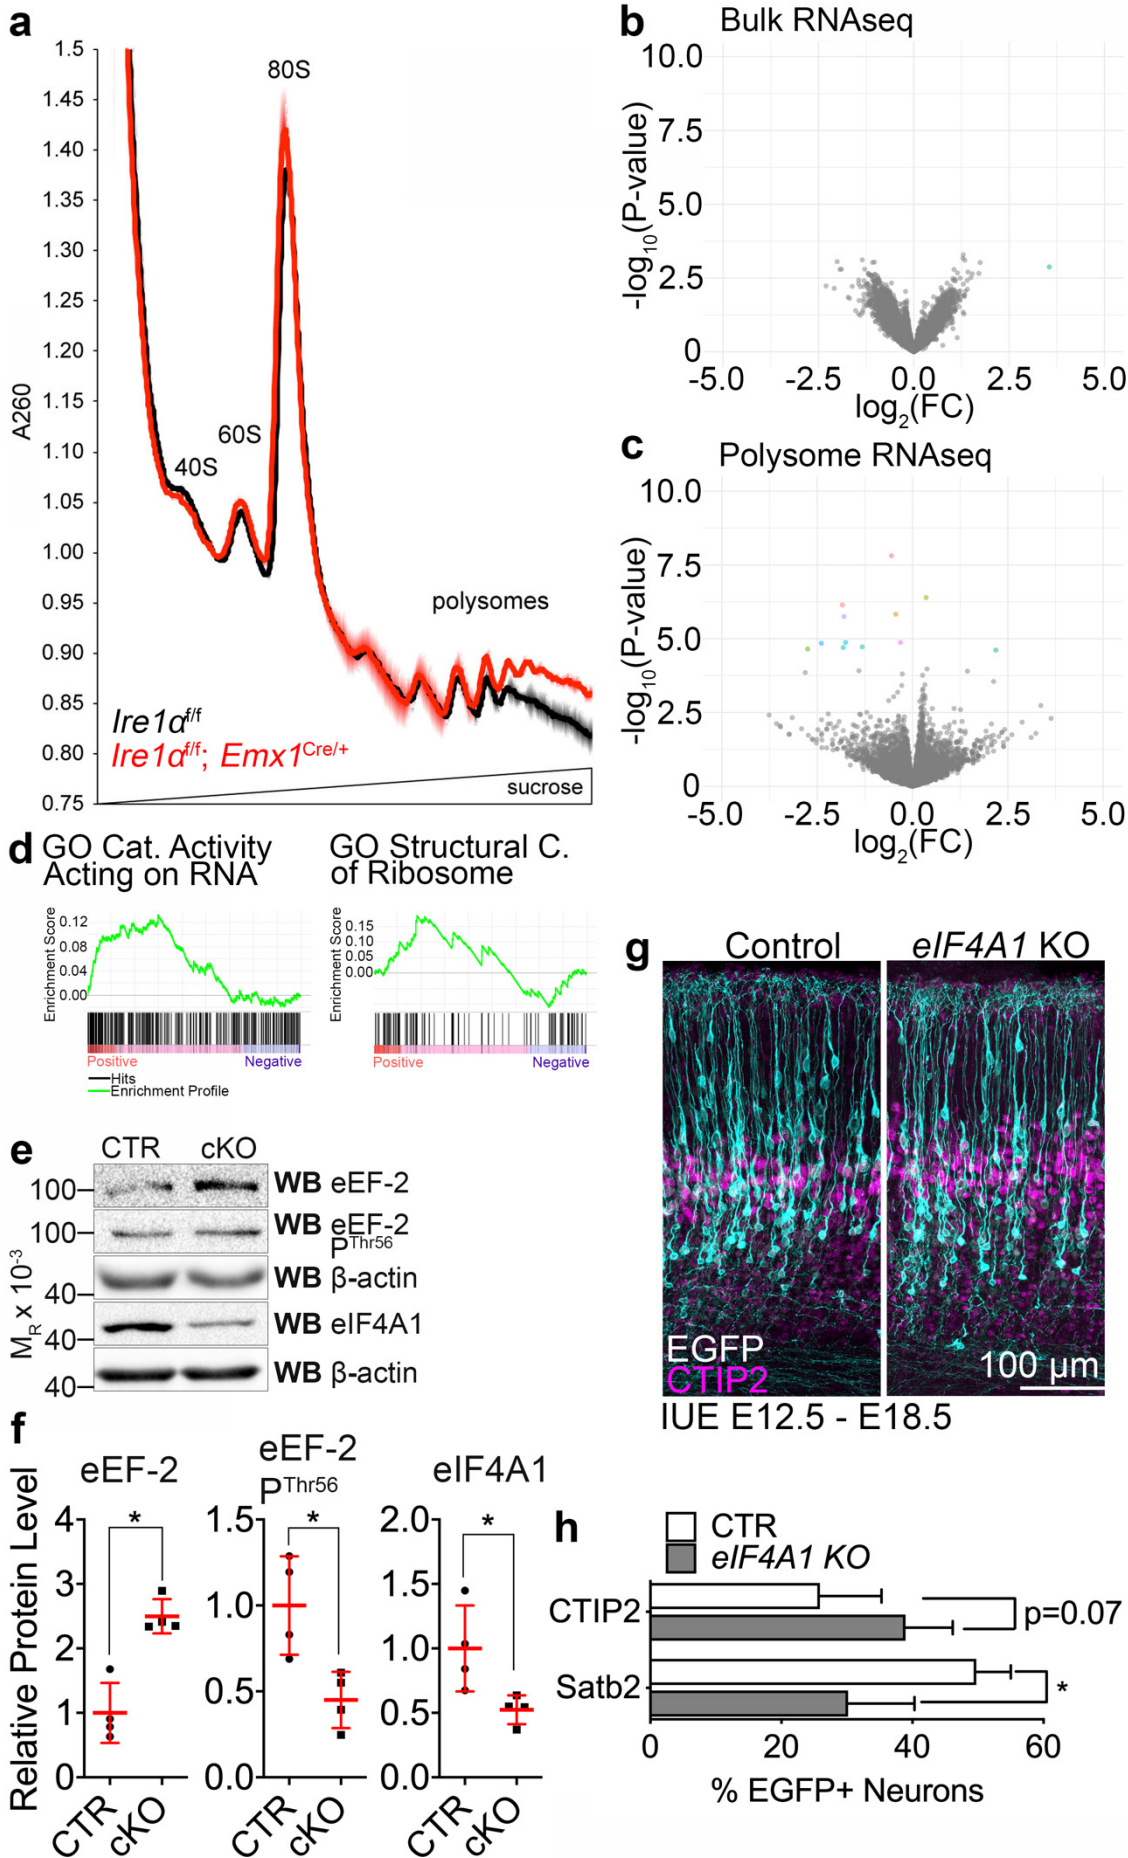 a
1.5
1.45
1.40
1.35
1.30
1.25
1.20
1.15
1.10
1.05
1.00
0.95
0.90
0.85
0.80
0.75
A260
80S
60S
40S
polysomes
Ire1α^f/f
Ire1α^f/f; Emx1^Cre/+
sucrose
b Bulk RNAseq
10.0
7.5
5.0
2.5
0
-log₁₀(P-value)
-5.0 -2.5 0.0 2.5 5.0
log₂(FC)
c Polysome RNAseq
10.0
7.5
5.0
2.5
0
-log₁₀(P-value)
-5.0 -2.5 0.0 2.5 5.0
log₂(FC)
d GO Cat. Activity
Acting on RNA
Enrichment Score
0.12
0.08
0.04
0.00
Positive Negative
Hits
Enrichment Profile
GO Structural C.
of Ribosome
Enrichment Score
0.15
0.10
0.05
0.00
Positive Negative
e CTR cKO
100 WB eEF-2
100 WB eEF-2
P^Thr56
40 WB β-actin
40 WB eIF4A1
40 WB β-actin
M_R x 10^-3
f
Relative Protein Level
eEF-2
4
3
2
1
0
*
CTR cKO
eEF-2
P^Thr56
1.5
1.0
0.5
0.0
*
CTR cKO
eIF4A1
2.0
1.5
1.0
0.5
0.0
*
CTR cKO
g Control eIF4A1 KO
EGFP
CTIP2
100 µm
IUE E12.5 - E18.5
h CTR
eIF4A1 KO
CTIP2 p=0.07
Satb2 *
0 20 40 60
% EGFP+ Neurons